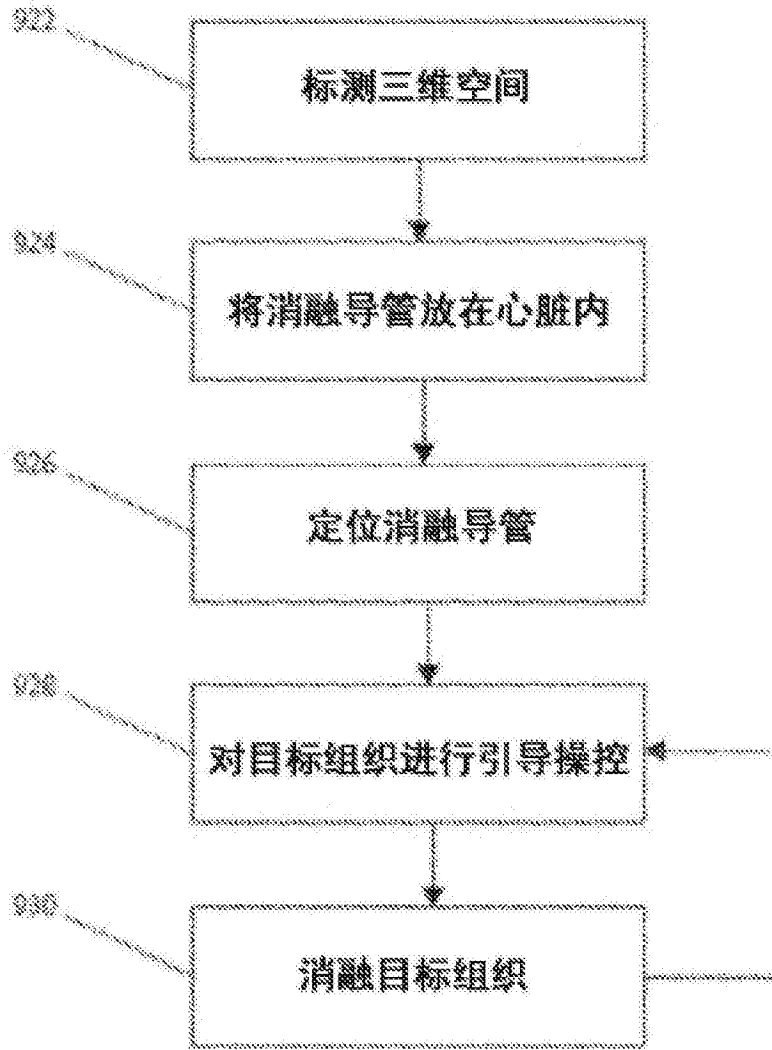 922
标测三维空间
924
将消融导管放在心脏内
926
定位消融导管
928
对目标组织进行引导操控
930
消融目标组织